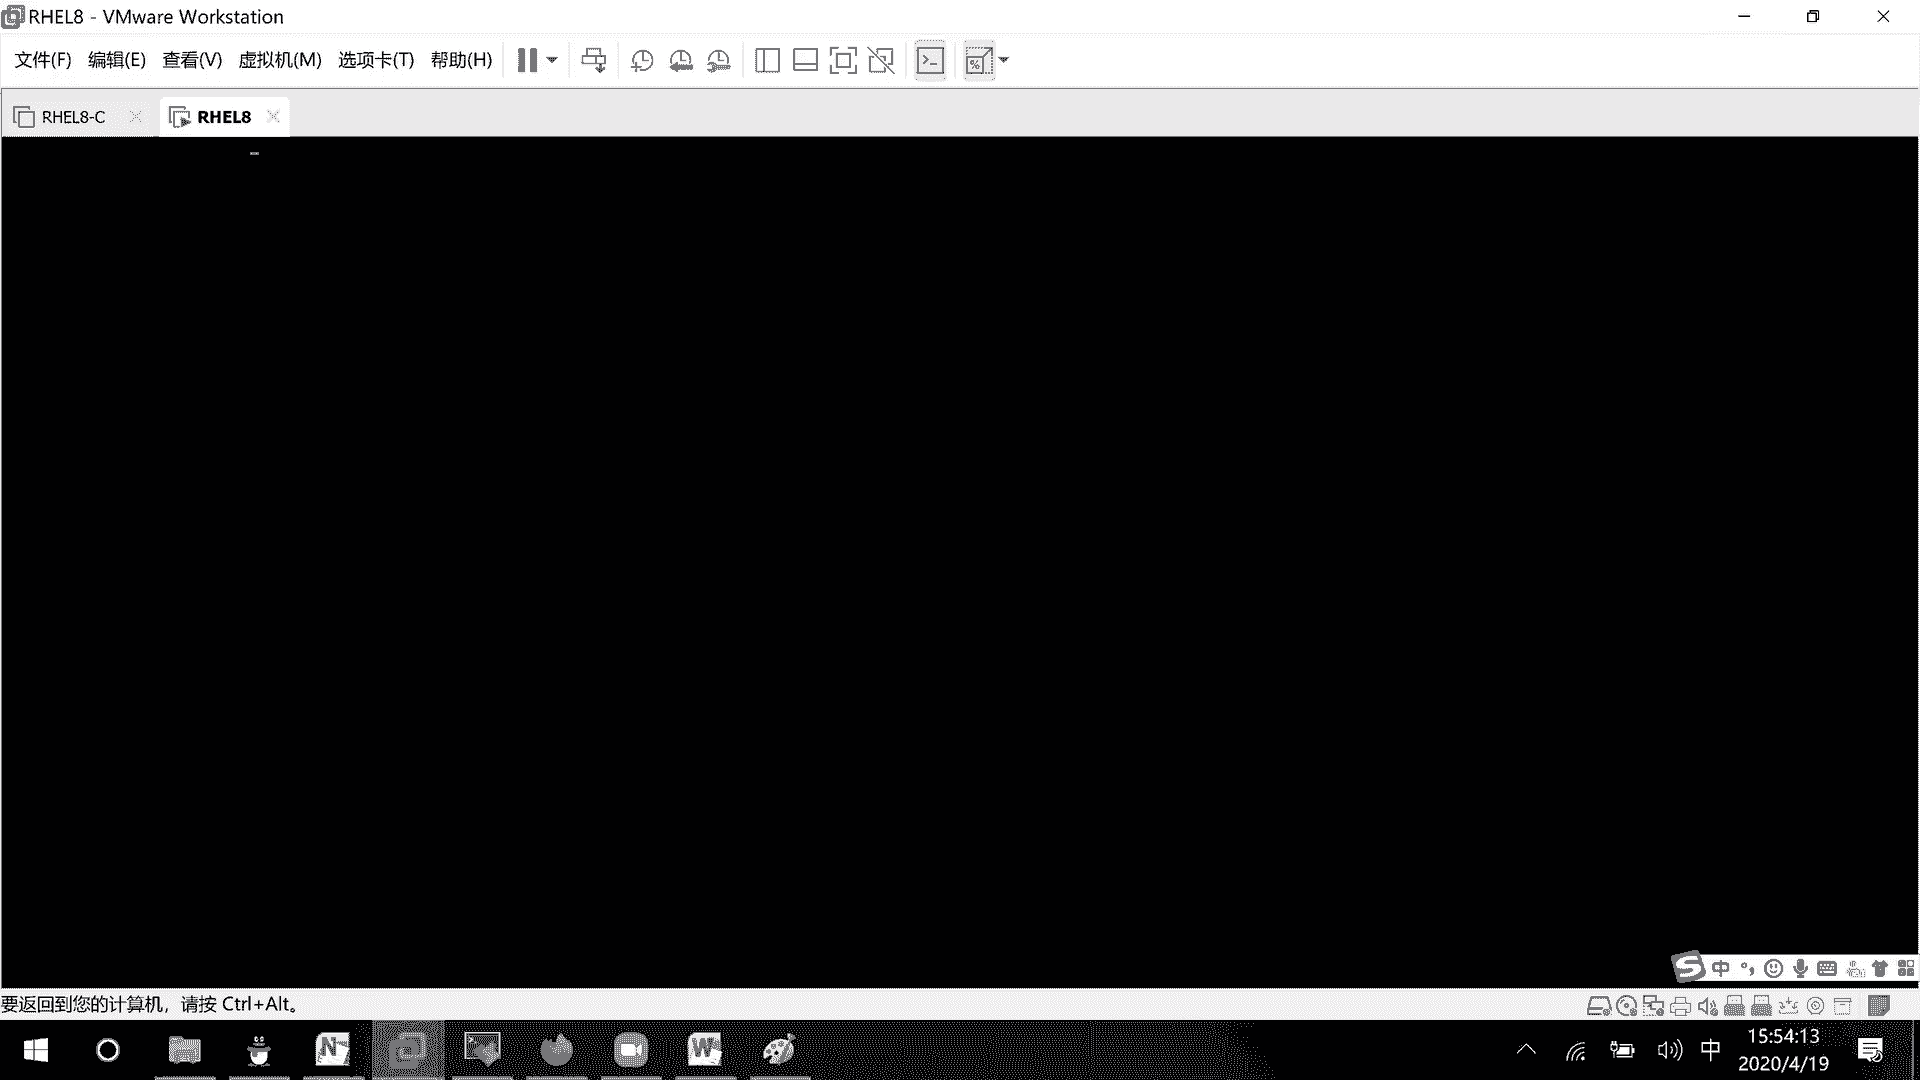 RHEL8 - VMware Workstation
文件(F) 编辑(E) 查看(V) 虚拟机(M) 选项卡(T) 帮助(H)
RHEL8-C RHEL8
中
要返回到您的计算机，请按 Ctrl+Alt。
中 15:54:13
2020/4/19